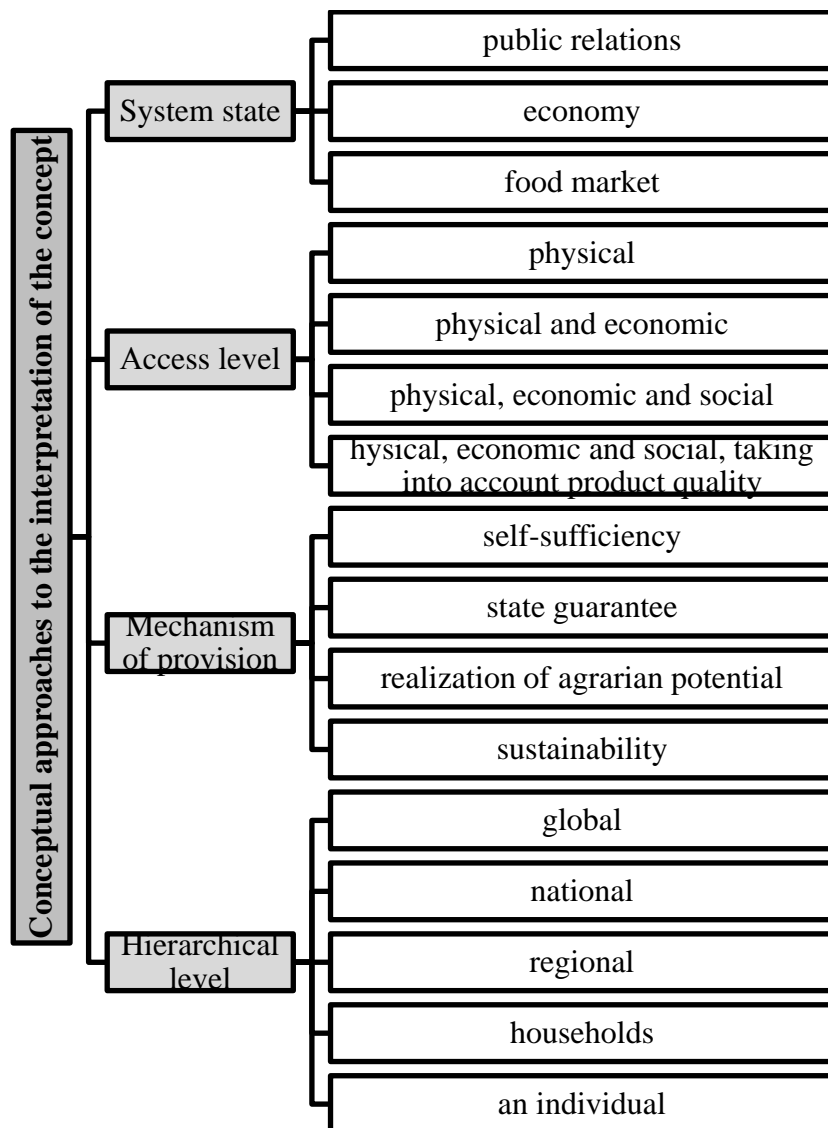 Conceptual approaches to the interpretation of the concept
System state
public relations
economy
food market
Access level
physical
physical and economic
physical, economic and social
hysical, economic and social, taking
into account product quality
Mechanism
of provision
self-sufficiency
state guarantee
realization of agrarian potential
sustainability
Hierarchical
level
global
national
regional
households
an individual